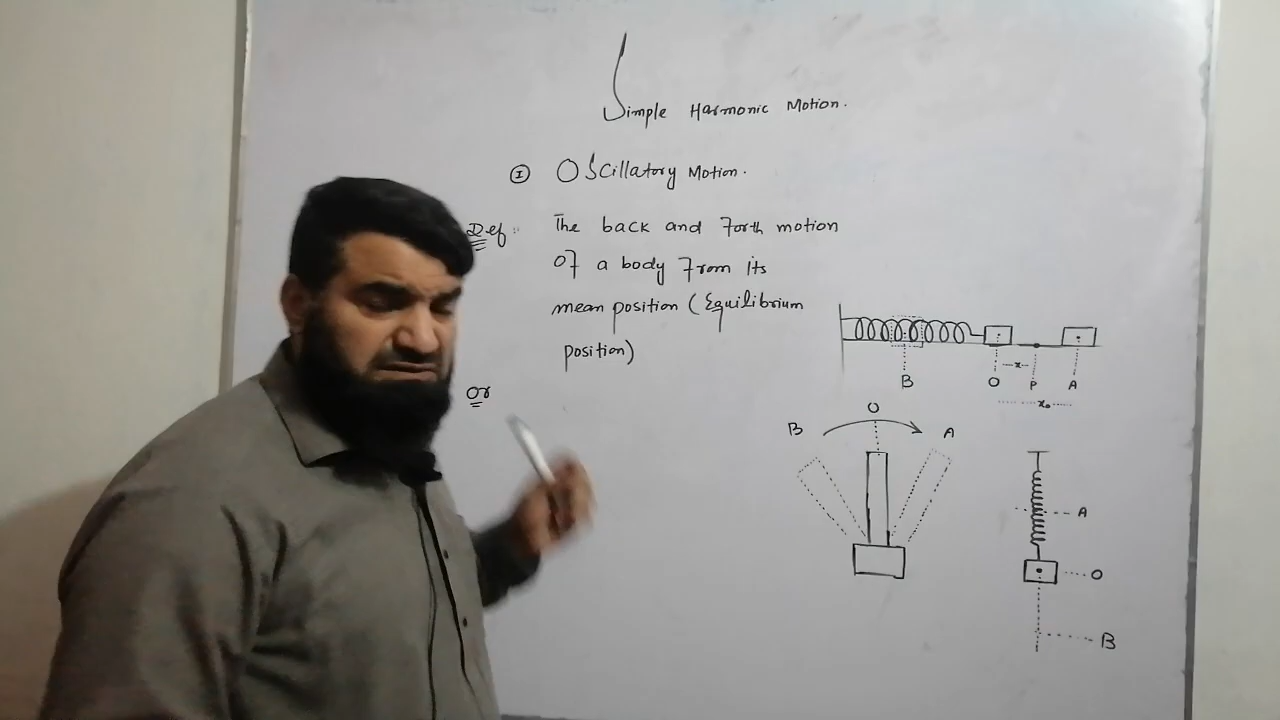 Simple Harmonic Motion.
① Oscillatory Motion.
Def :: The back and forth motion
of a body from its
mean position (Equilibrium
position)
or
B
O
x
P
A
x₀
B
O
A
A
O
B